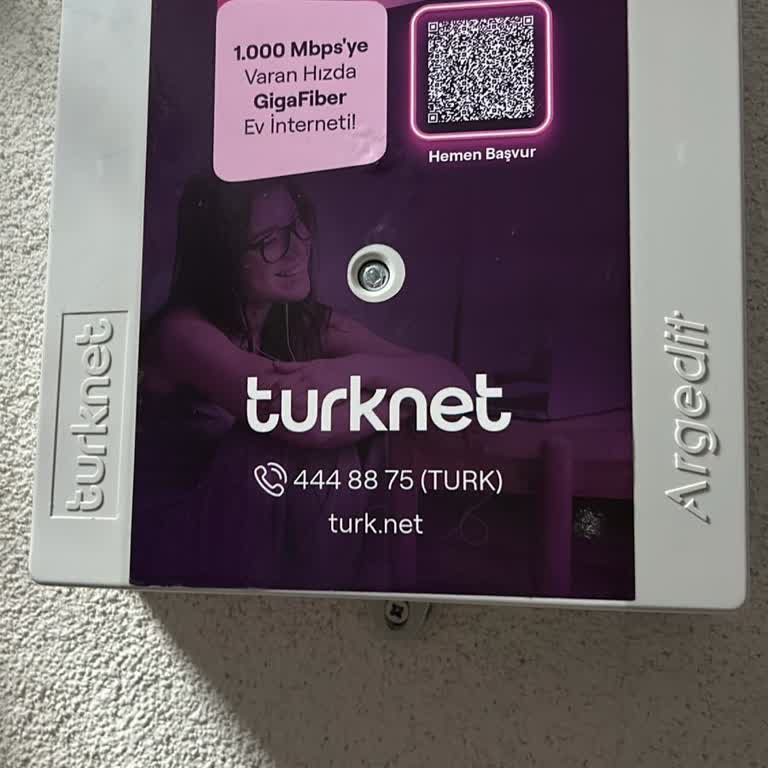 1.000 Mbps'ye
Varan Hızda
GigaFiber
Ev İnterneti!
Hemen Başvur
turknet
Argedit
turknet
444 88 75 (TURK)
turk.net